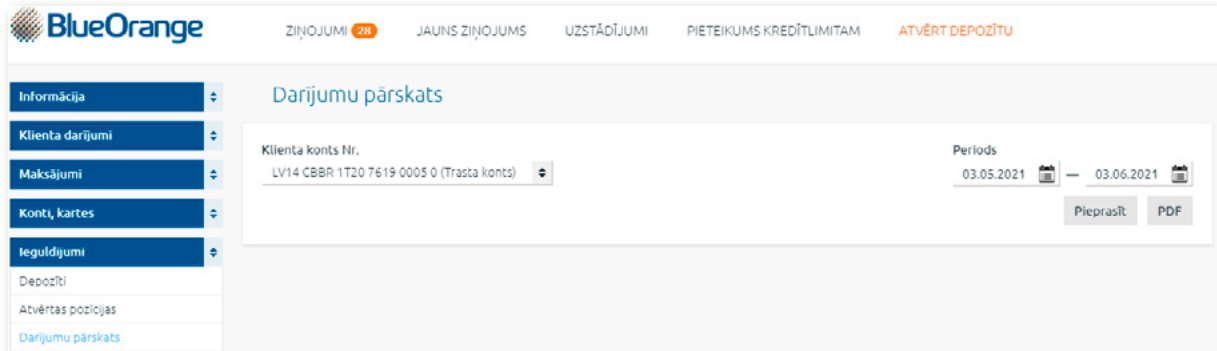 BlueOrange
ZIŅOJUMI 28 JAUNS ZIŅOJUMS UZSTĀDĪJUMI PIETEIKUMS KREDĪTLIMITAM ATVĒRT DEPOZĪTU
Informācija
Klienta darījumi
Maksājumi
Konti, kartes
Ieguldījumi
Depozīti
Atvērtas pozīcijas
Darījumu pārskats
Darījumu pārskats
Klienta konts Nr.
LV14 CBBR 1T20 7619 0005 0 (Trasta konts)
Periods
03.05.2021 — 03.06.2021
Pieprasīt PDF